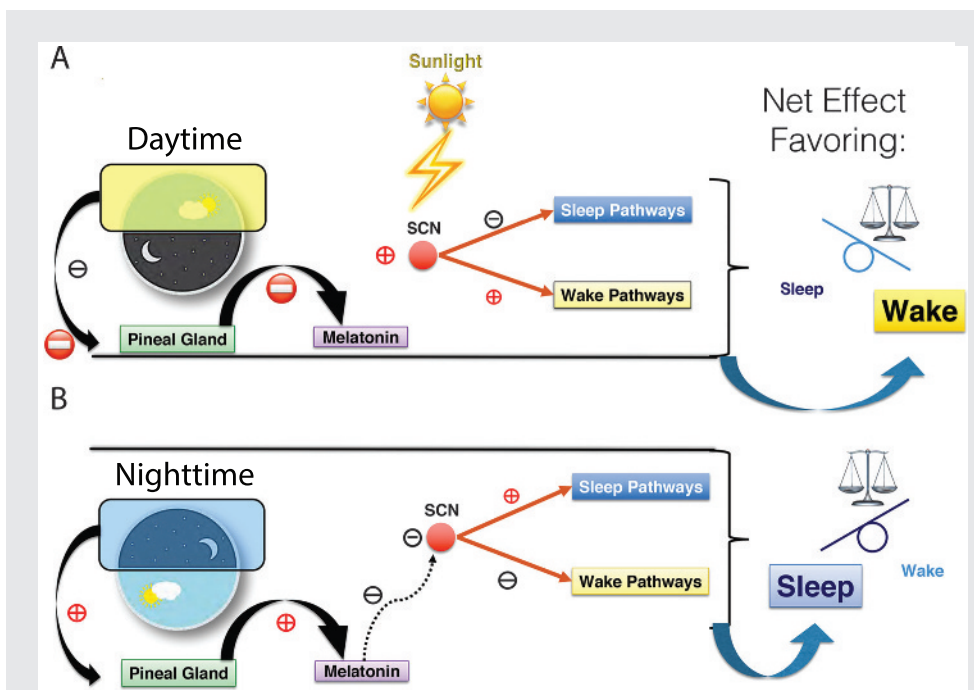 A
Sunlight
Net Effect
Favoring:
Daytime
SCN
⊖
Sleep Pathways
⊕
⊖
⊕
Wake Pathways
Sleep
Wake
Pineal Gland
Melatonin
B
Nighttime
SCN
⊕
Sleep Pathways
⊖
⊖
⊖
Wake Pathways
Wake
Sleep
⊕
⊕
Pineal Gland
Melatonin